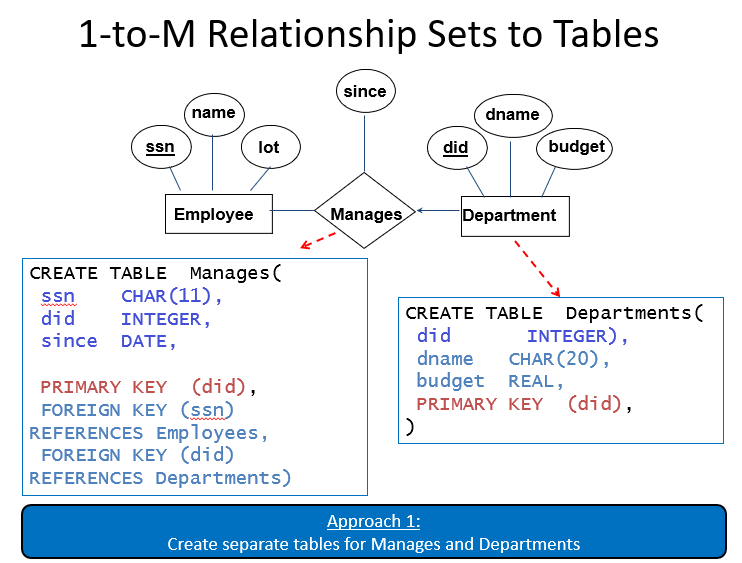 1-to-M Relationship Sets to Tables
since
name
dname
ssn
lot
did
budget
Employee
Manages
Department
CREATE TABLE Manages(
ssn CHAR(11),
did INTEGER,
since DATE,
PRIMARY KEY (did),
FOREIGN KEY (ssn)
REFERENCES Employees,
FOREIGN KEY (did)
REFERENCES Departments)
CREATE TABLE Departments(
did INTEGER),
dname CHAR(20),
budget REAL,
PRIMARY KEY (did),
)
Approach 1:
Create separate tables for Manages and Departments